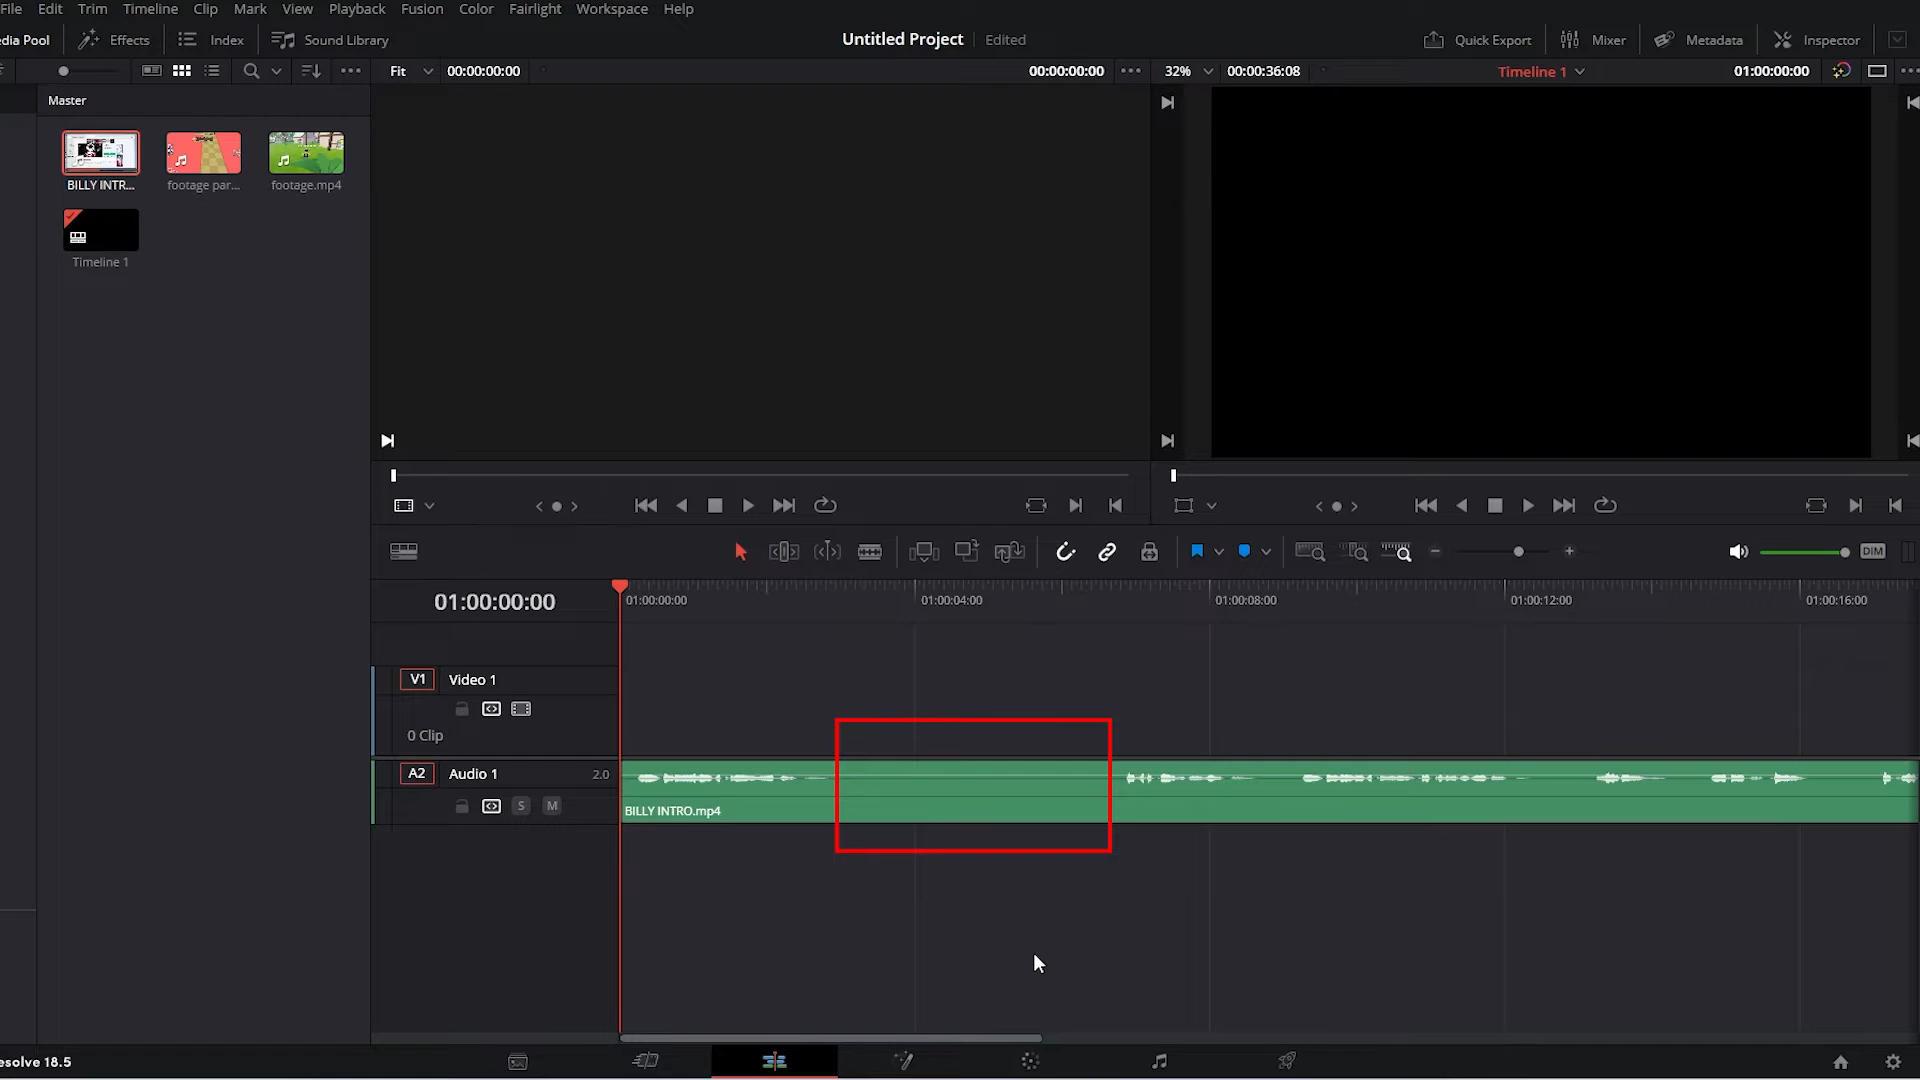 File Edit Trim Timeline Clip Mark View Playback Fusion Color Fairlight Workspace Help
edia Pool Effects Index Sound Library Untitled Project Edited Quick Export Mixer Metadata Inspector
Fit 00:00:00:00 00:00:00:00 32% 00:00:36:08 Timeline 1 01:00:00:00
Master
BILLY INTR... footage par... footage.mp4
Timeline 1
DIM
01:00:00:00 01:00:00:00 01:00:04:00 01:00:08:00 01:00:12:00 01:00:16:00
V1 Video 1
0 Clip
A2 Audio 1 2.0
S M BILLY INTRO.mp4
esolve 18.5